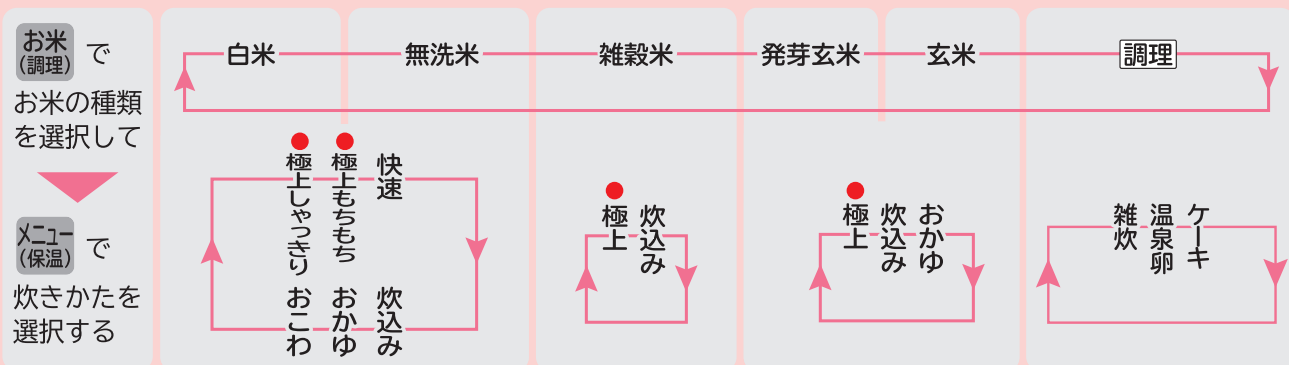 お米
(調理)
で
お米の種類
を選択して
メニュー
(保温)
で
炊きかたを
選択する
白米
無洗米
雑穀米
発芽玄米
玄米
調理
極上しゃっきり
極上もちもち
快速
おこわ
おかゆ
炊込み
極上
炊込み
極上
炊込み
おかゆ
雑炊
温泉卵
ケーキ